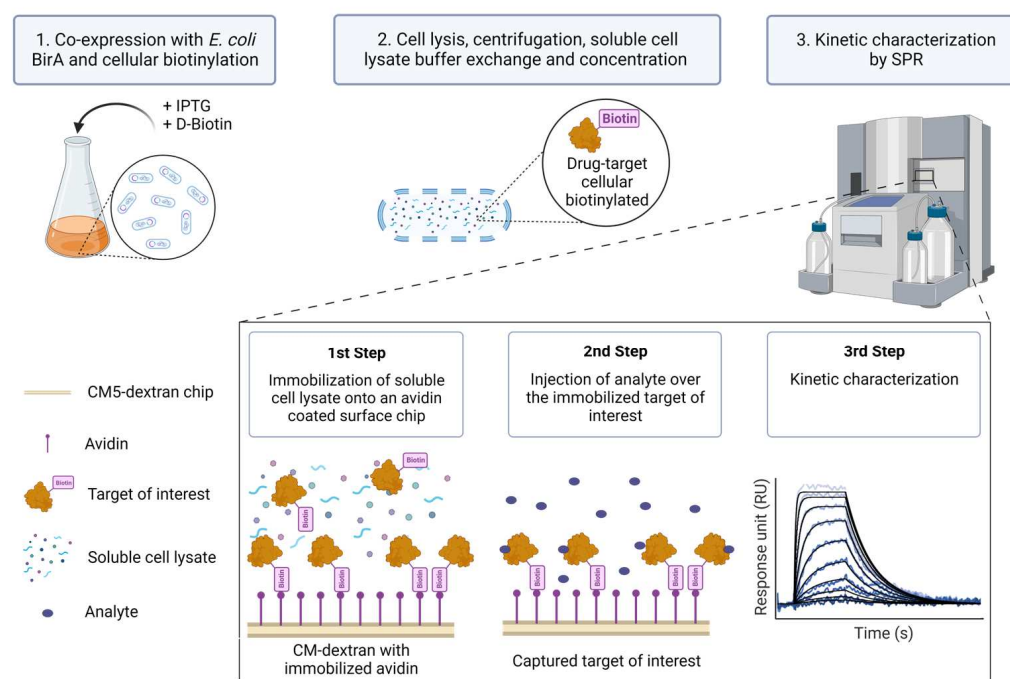 1. Co-expression with E. coli
BirA and cellular biotinylation
2. Cell lysis, centrifugation, soluble cell
lysate buffer exchange and concentration
3. Kinetic characterization
by SPR
+ IPTG
+ D-Biotin
Biotin
Drug-target
cellular
biotinylated
1st Step
Immobilization of soluble
cell lysate onto an avidin
coated surface chip
2nd Step
Injection of analyte over
the immobilized target of
interest
3rd Step
Kinetic characterization
CM5-dextran chip
Avidin
Biotin
Target of interest
Soluble cell lysate
Analyte
Biotin
Biotin
Biotin
Biotin
Biotin
Biotin
CM-dextran with
immobilized avidin
Biotin
Biotin
Biotin
Biotin
Captured target of interest
Response unit (RU)
Time (s)